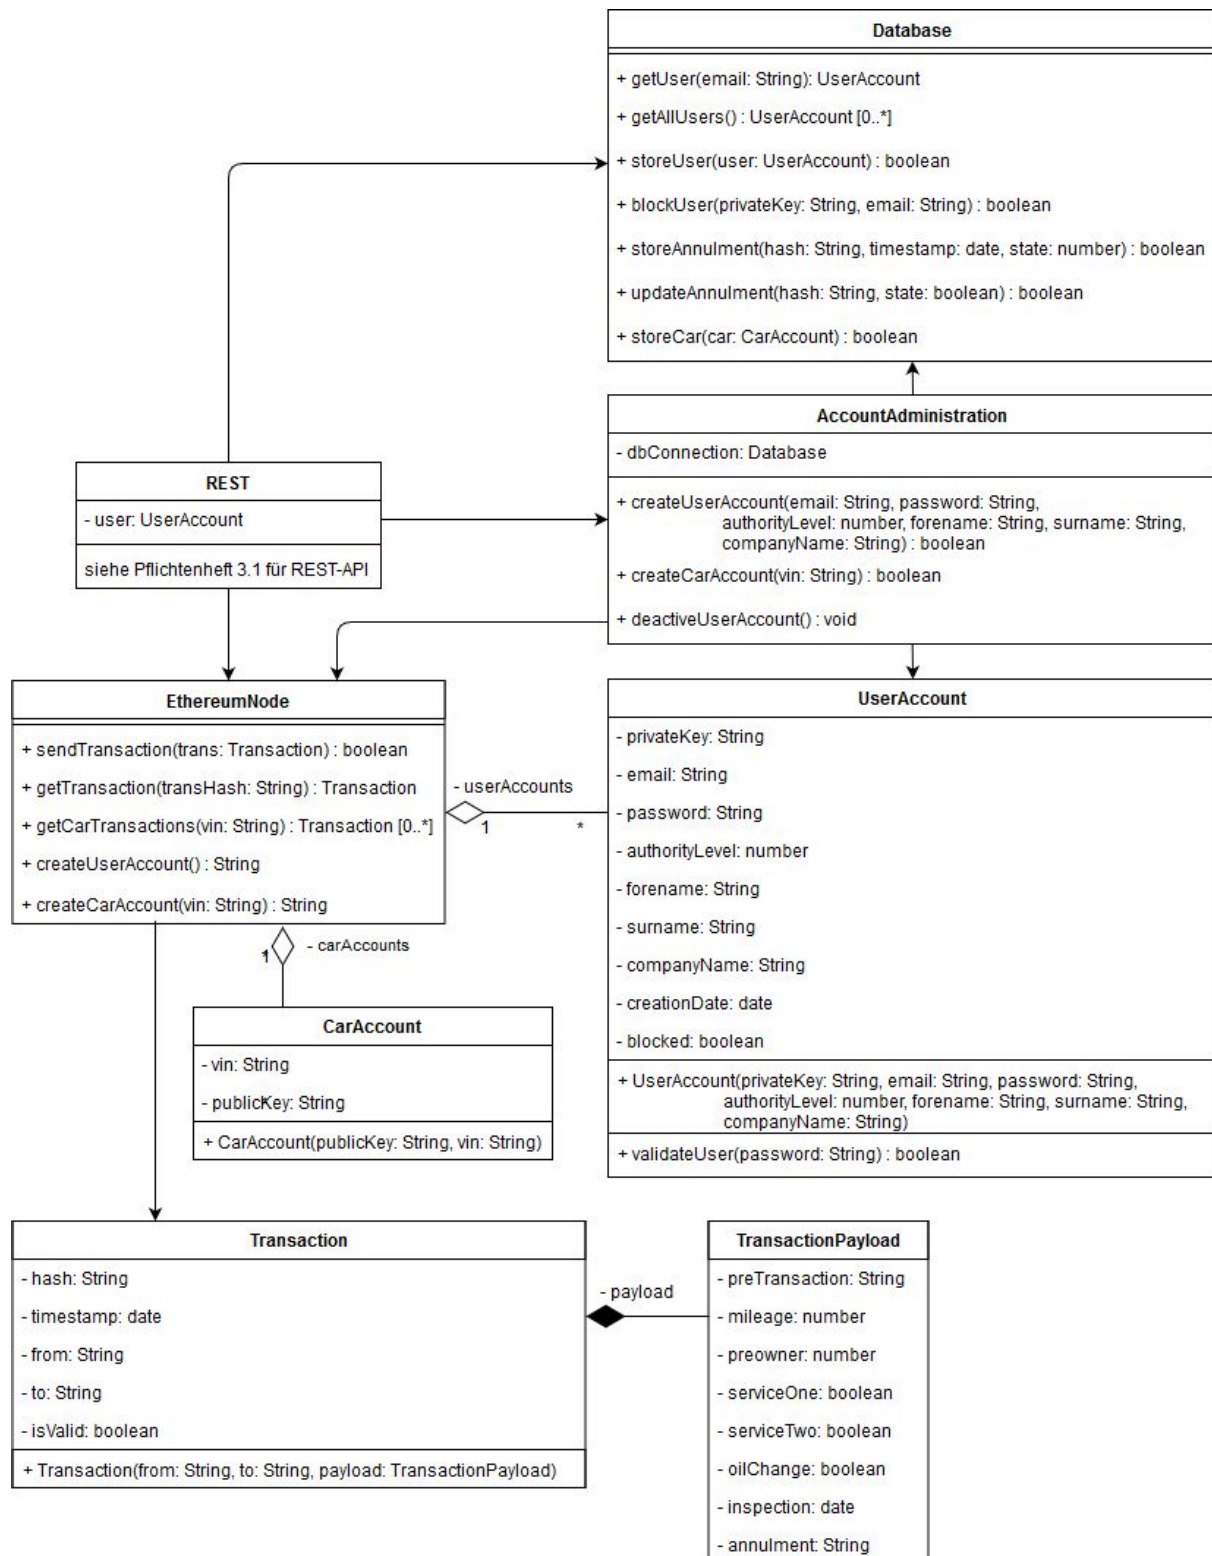 Database
+ getUser(email: String): UserAccount
+ getAllUsers() : UserAccount [0..*]
+ storeUser(user: UserAccount) : boolean
+ blockUser(privateKey: String, email: String) : boolean
+ storeAnnulment(hash: String, timestamp: date, state: number) : boolean
+ updateAnnulment(hash: String, state: boolean) : boolean
+ storeCar(car: CarAccount) : boolean
AccountAdministration
- dbConnection: Database
+ createUserAccount(email: String, password: String,
authorityLevel: number, forename: String, surname: String,
companyName: String) : boolean
+ createCarAccount(vin: String) : boolean
+ deactiveUserAccount() : void
REST
- user: UserAccount
siehe Pflichtenheft 3.1 für REST-API
EthereumNode
+ sendTransaction(trans: Transaction) : boolean
+ getTransaction(transHash: String) : Transaction
+ getCarTransactions(vin: String) : Transaction [0..*]
+ createUserAccount() : String
+ createCarAccount(vin: String) : String
- userAccounts
1
*
UserAccount
- privateKey: String
- email: String
- password: String
- authorityLevel: number
- forename: String
- surname: String
- companyName: String
- creationDate: date
- blocked: boolean
+ UserAccount(privateKey: String, email: String, password: String,
authorityLevel: number, forename: String, surname: String,
companyName: String)
+ validateUser(password: String) : boolean
- carAccounts
1
CarAccount
- vin: String
- publicKey: String
+ CarAccount(publicKey: String, vin: String)
Transaction
- hash: String
- timestamp: date
- from: String
- to: String
- isValid: boolean
+ Transaction(from: String, to: String, payload: TransactionPayload)
- payload
TransactionPayload
- preTransaction: String
- mileage: number
- preowner: number
- serviceOne: boolean
- serviceTwo: boolean
- oilChange: boolean
- inspection: date
- annulment: String